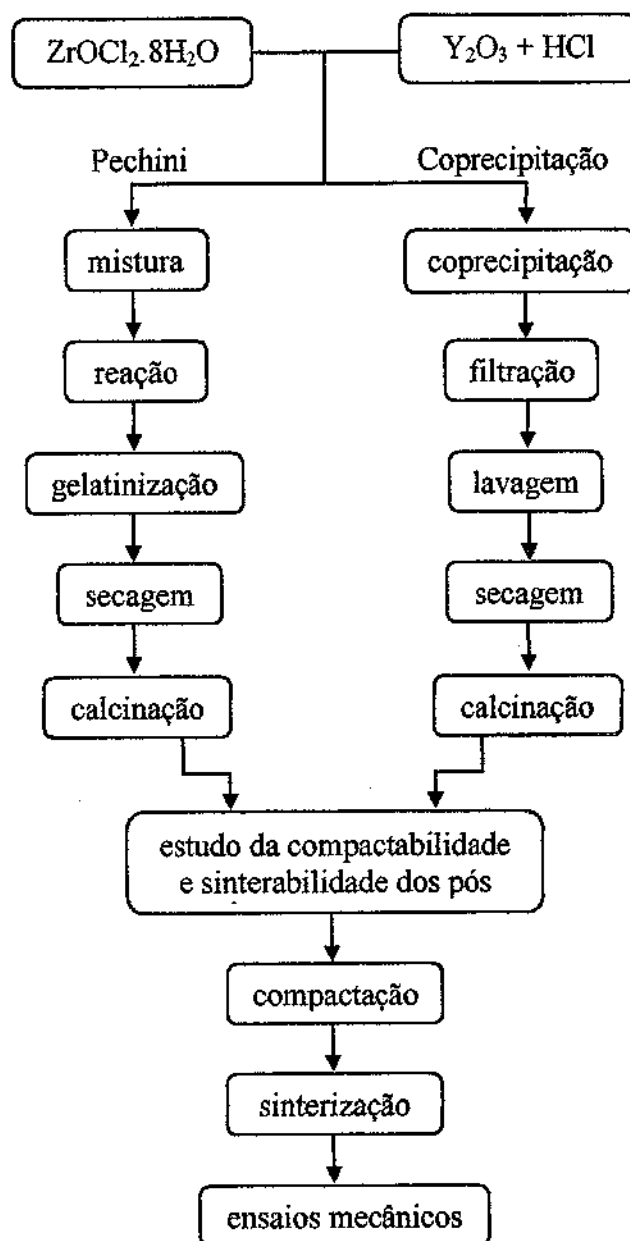 ZrOCl₂.8H₂O
Y₂O₃ + HCl
Pechini
Coprecipitação
mistura
reação
gelatinização
secagem
calcinação
coprecipitação
filtração
lavagem
secagem
calcinação
estudo da compactabilidade
e sinterabilidade dos pós
compactação
sinterização
ensaios mecânicos